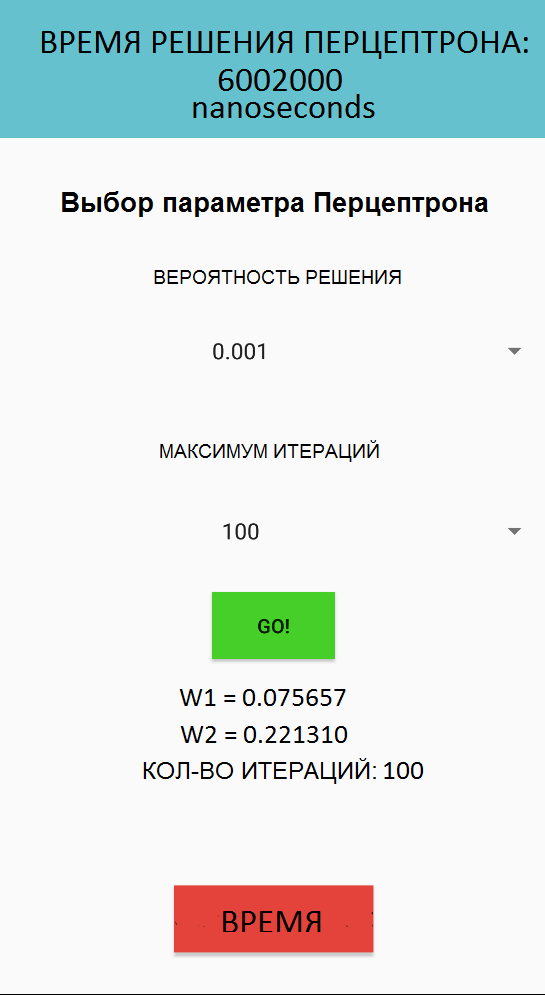 ВРЕМЯ РЕШЕНИЯ ПЕРЦЕПТРОНА:
6002000
nanoseconds
Выбор параметра Перцептрона
ВЕРОЯТНОСТЬ РЕШЕНИЯ
0.001
МАКСИМУМ ИТЕРАЦИЙ
100
GO!
W1 = 0.075657
W2 = 0.221310
КОЛ-ВО ИТЕРАЦИЙ: 100
ВРЕМЯ